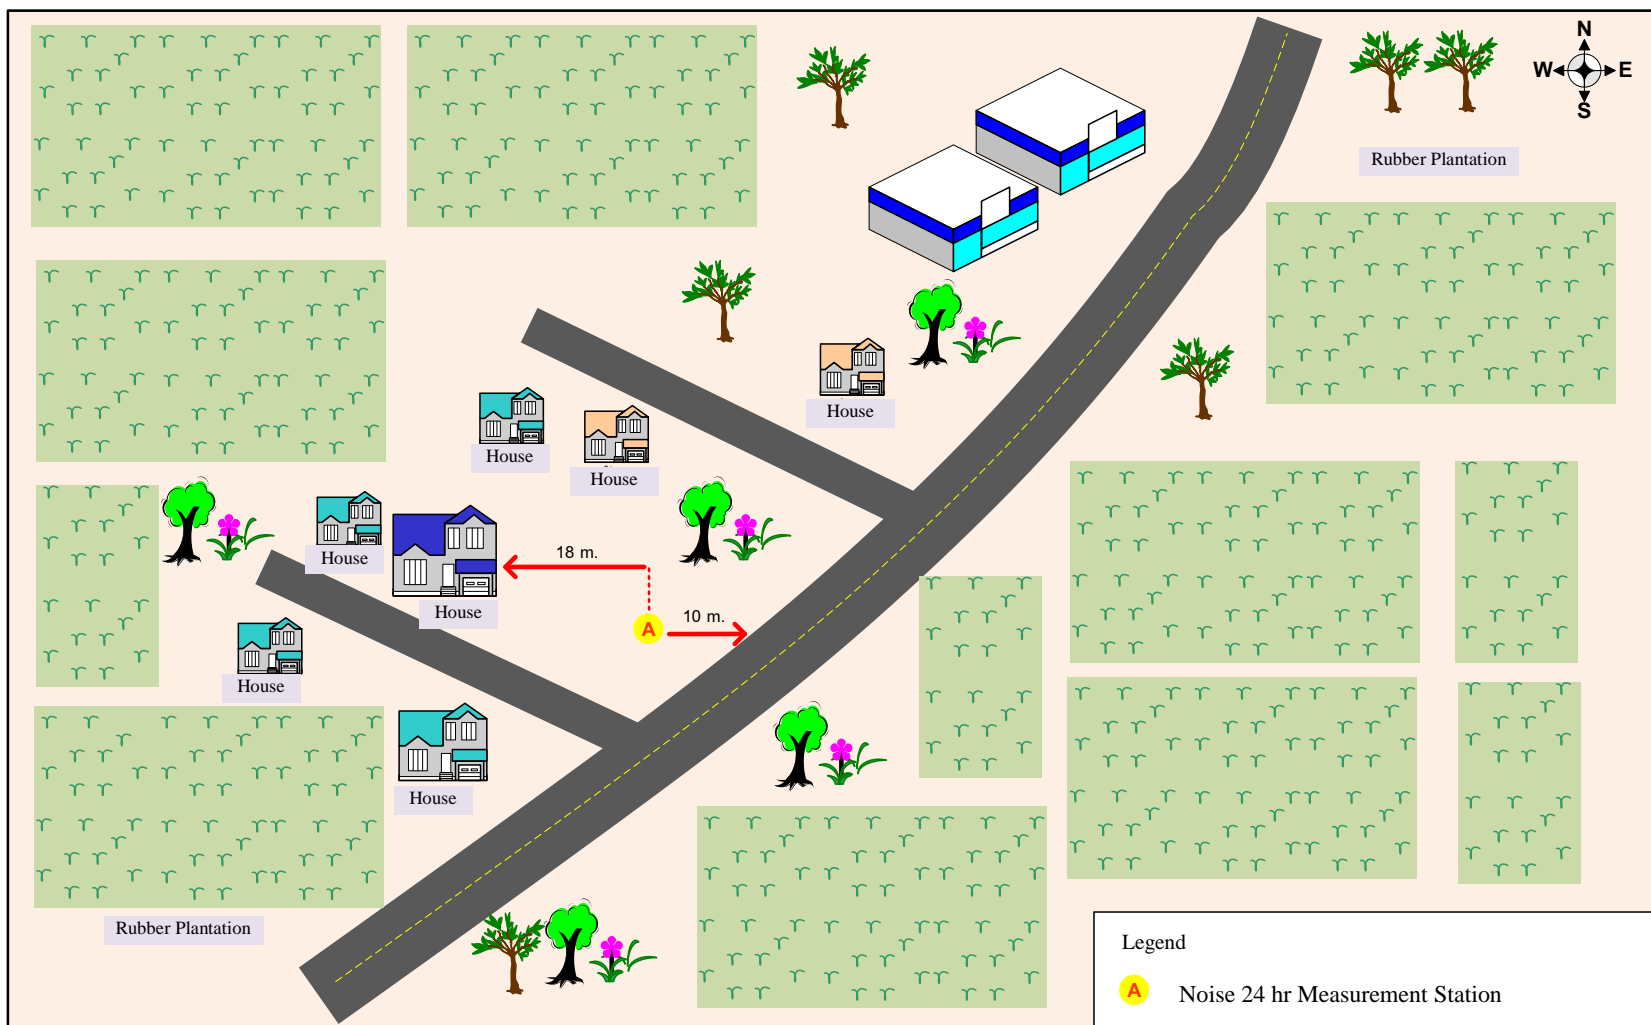 N
W E
S
Rubber Plantation
House
House
House
18 m.
House
House
10 m.
A
House
House
Rubber Plantation
Legend
A Noise 24 hr Measurement Station